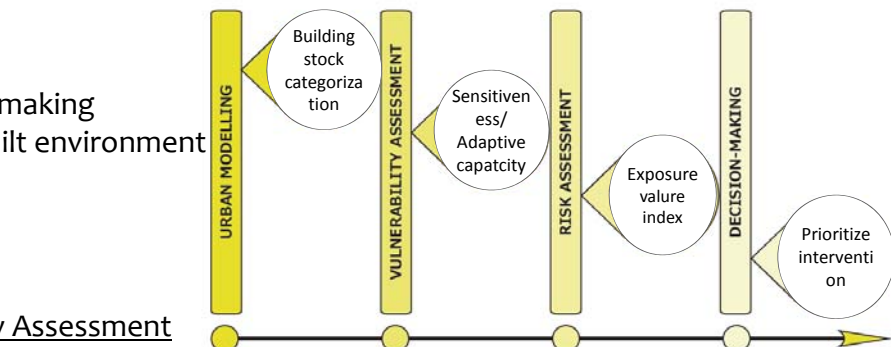 making
ilt environment
y Assessment
URBAN MODELLING
Building
stock
categoriza
tion
VULNERABILITY ASSESSMENT
Sensitiven
ess/
Adaptive
capatcity
RISK ASSESSMENT
Exposure
valure
index
DECISION-MAKING
Prioritize
interventi
on